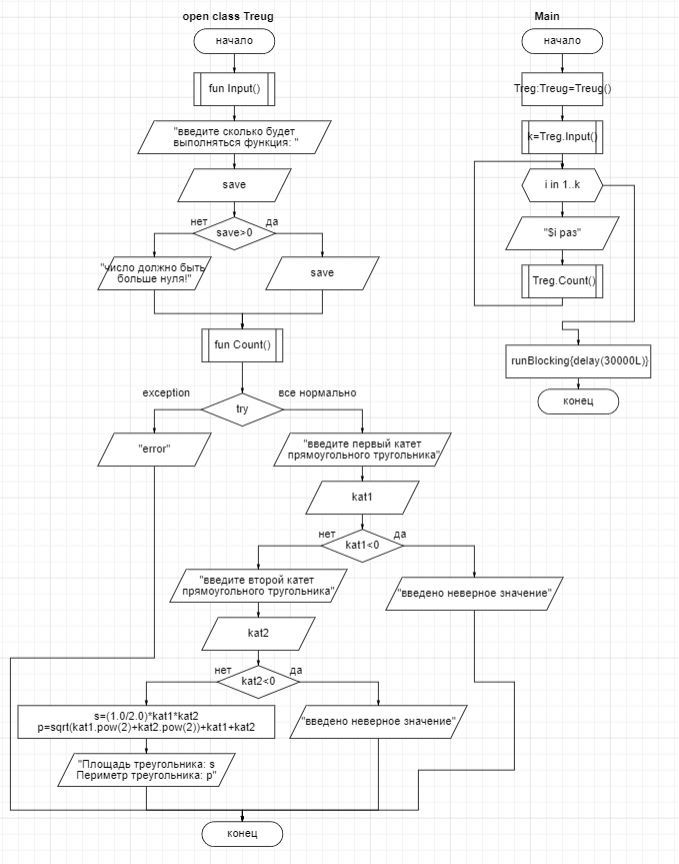 open class Treug
начало
fun Input()
"введите сколько будет
выполняться функция: "
save
нет
да
save>0
"число должно быть
больше нуля!"
save
fun Count()
exception
все нормально
try
"error"
"введите первый катет
прямоугольного тругольника"
kat1
нет
да
kat1<0
"введите второй катет
прямоугольного тругольника"
"введено неверное значение"
kat2
нет
да
kat2<0
s=(1.0/2.0)*kat1*kat2
p=sqrt(kat1.pow(2)+kat2.pow(2))+kat1+kat2
"введено неверное значение"
"Площадь треугольника: s
Периметр треугольника: p"
конец
Main
начало
Treg:Treug=Treug()
k=Treg.Input()
i in 1..k
"$i раз"
Treg.Count()
runBlocking{delay(30000L)}
конец